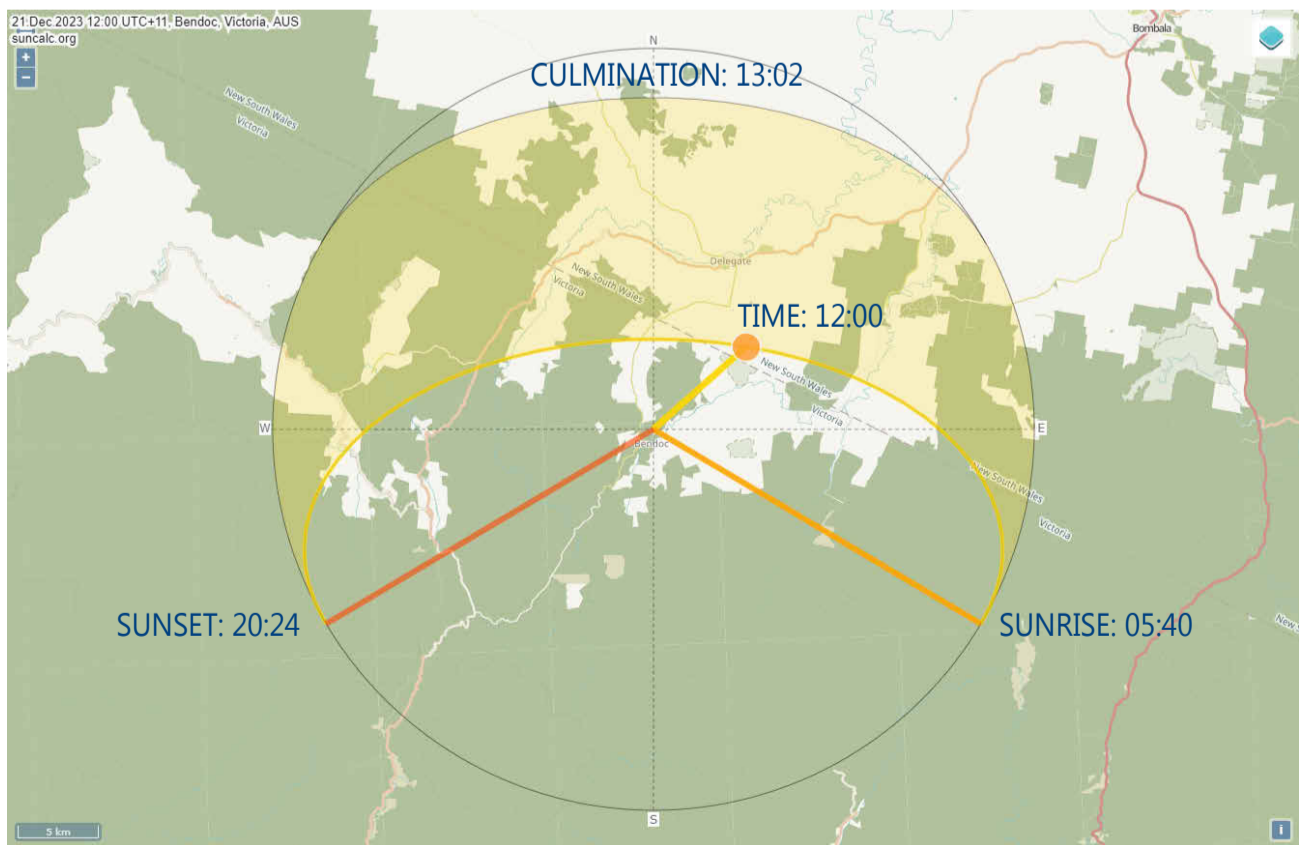 21 Dec 2023 12:00 UTC+11, Bendoc, Victoria, AUS
suncalc.org
+
−
N
Bombala
CULMINATION: 13:02
New South Wales
Victoria
Delegate
New South Wales
Victoria
TIME: 12:00
New South Wales
Victoria
W
E
Bendoc
New South Wales
Victoria
SUNSET: 20:24
SUNRISE: 05:40
S
5 km
i